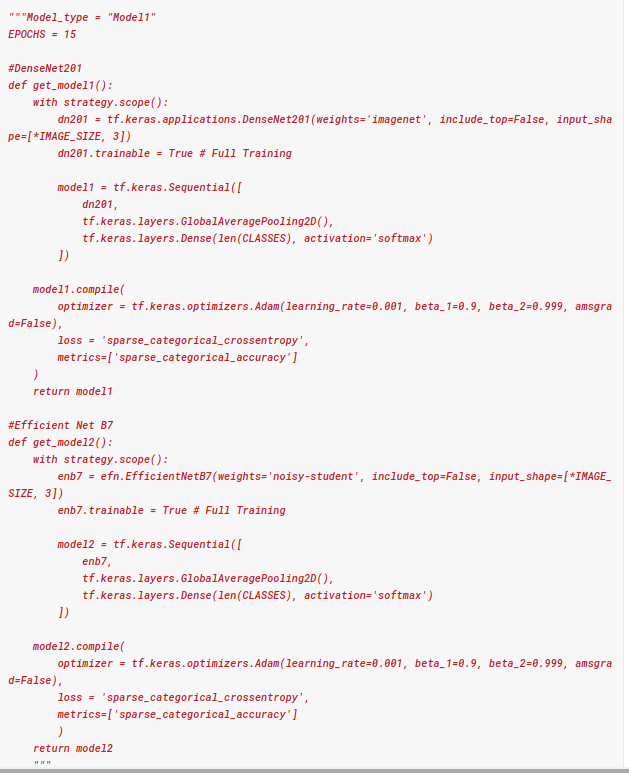 """Model_type = "Model1"
EPOCHS = 15

#DenseNet201
def get_model1():
    with strategy.scope():
        dn201 = tf.keras.applications.DenseNet201(weights='imagenet', include_top=False, input_sha
pe=[*IMAGE_SIZE, 3])
        dn201.trainable = True # Full Training

        model1 = tf.keras.Sequential([
            dn201,
            tf.keras.layers.GlobalAveragePooling2D(),
            tf.keras.layers.Dense(len(CLASSES), activation='softmax')
        ])

    model1.compile(
        optimizer = tf.keras.optimizers.Adam(learning_rate=0.001, beta_1=0.9, beta_2=0.999, amsgra
d=False),
        loss = 'sparse_categorical_crossentropy',
        metrics=['sparse_categorical_accuracy']
    )
    return model1

#Efficient Net B7
def get_model2():
    with strategy.scope():
        enb7 = efn.EfficientNetB7(weights='noisy-student', include_top=False, input_shape=[*IMAGE_
SIZE, 3])
        enb7.trainable = True # Full Training

        model2 = tf.keras.Sequential([
            enb7,
            tf.keras.layers.GlobalAveragePooling2D(),
            tf.keras.layers.Dense(len(CLASSES), activation='softmax')
        ])

    model2.compile(
        optimizer = tf.keras.optimizers.Adam(learning_rate=0.001, beta_1=0.9, beta_2=0.999, amsgra
d=False),
        loss = 'sparse_categorical_crossentropy',
        metrics=['sparse_categorical_accuracy']
        )
    return model2
    """